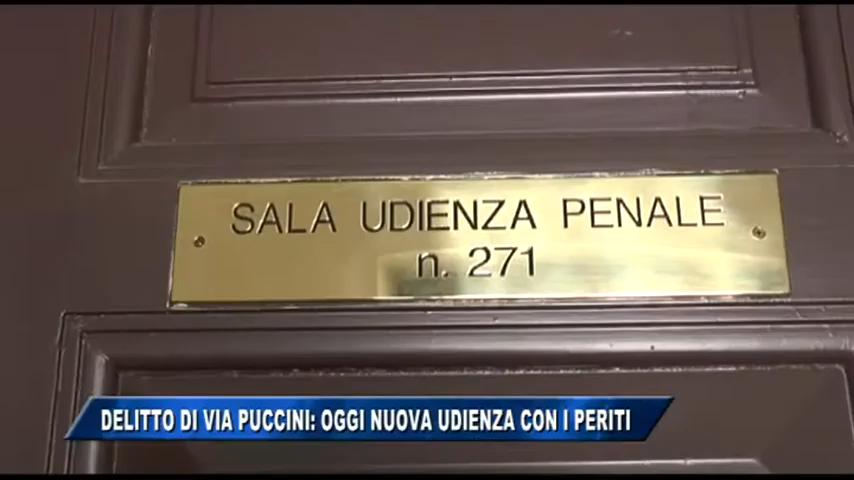 SALA UDIENZA PENALE
n. 271
DELITTO DI VIA PUCCINI: OGGI NUOVA UDIENZA CON I PERITI